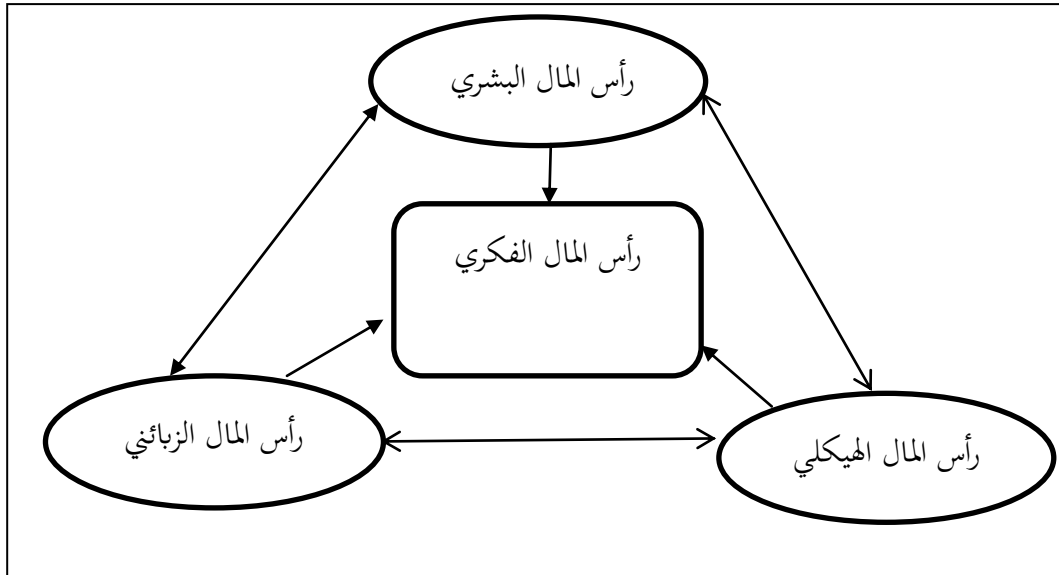 رأس المال البشري
رأس المال الفكري
رأس المال الزبائني
رأس المال الهيكلي